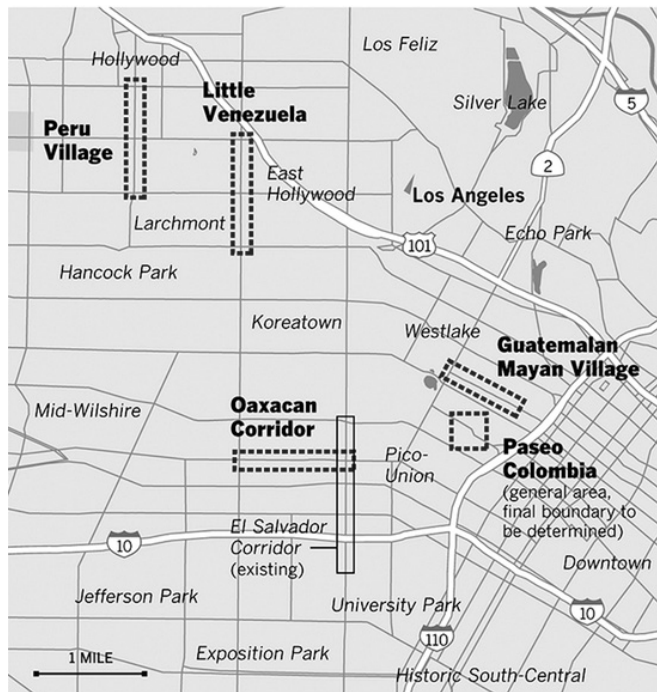 Los Feliz
Hollywood
Little
Venezuela
Silver Lake
5
Peru
Village
2
East
Hollywood
Los Angeles
Larchmont
Echo Park
101
Hancock Park
Koreatown
Westlake
Guatemalan
Mayan Village
Mid-Wilshire
Oaxacan
Corridor
Pico-
Union
Paseo
Colombia
(general area,
final boundary to
be determined)
El Salvador
Corridor
(existing)
10
Downtown
Jefferson Park
University Park
10
110
1 MILE
Exposition Park
Historic South-Central